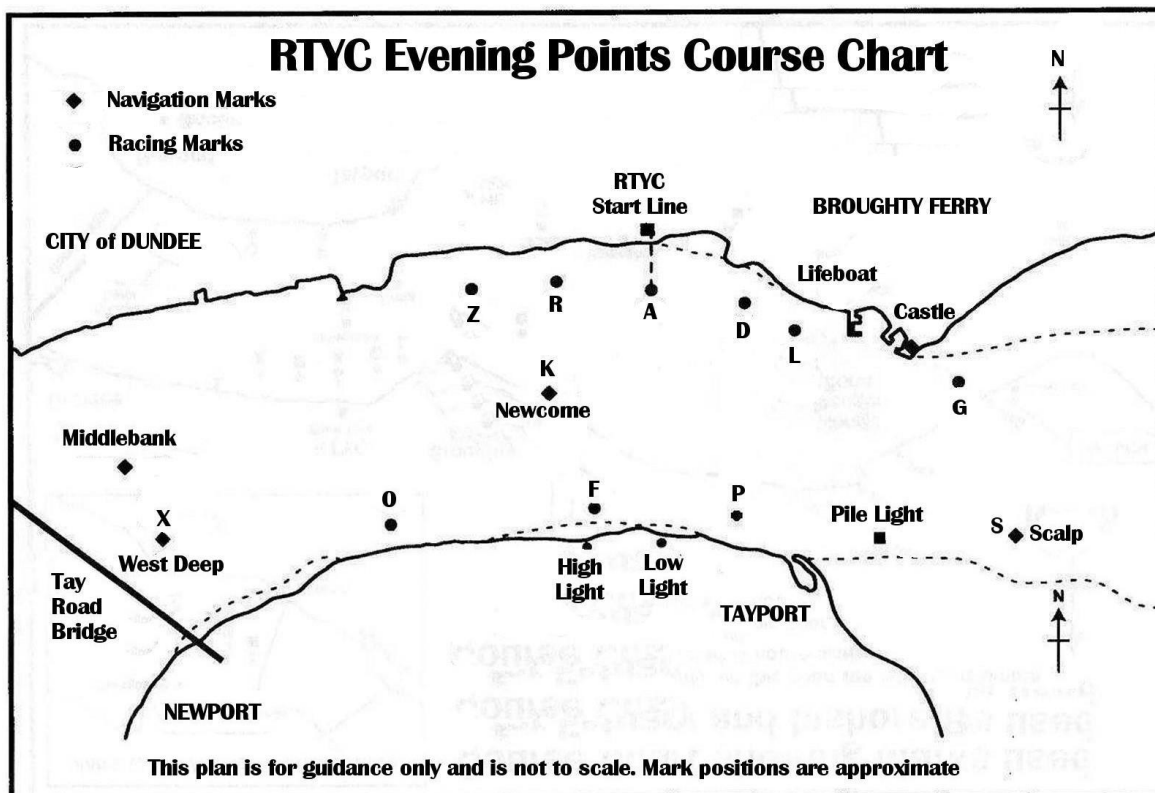 RTYC Evening Points Course Chart
N
Navigation Marks
Racing Marks
RTYC
Start Line
BROUGHTY FERRY
CITY of DUNDEE
Lifeboat
Castle
Z
R
A
D
L
G
K
Newcome
Middlebank
X
West Deep
O
F
P
Pile Light
S
Scalp
Tay
Road
Bridge
High
Light
Low
Light
TAYPORT
N
NEWPORT
This plan is for guidance only and is not to scale. Mark positions are approximate